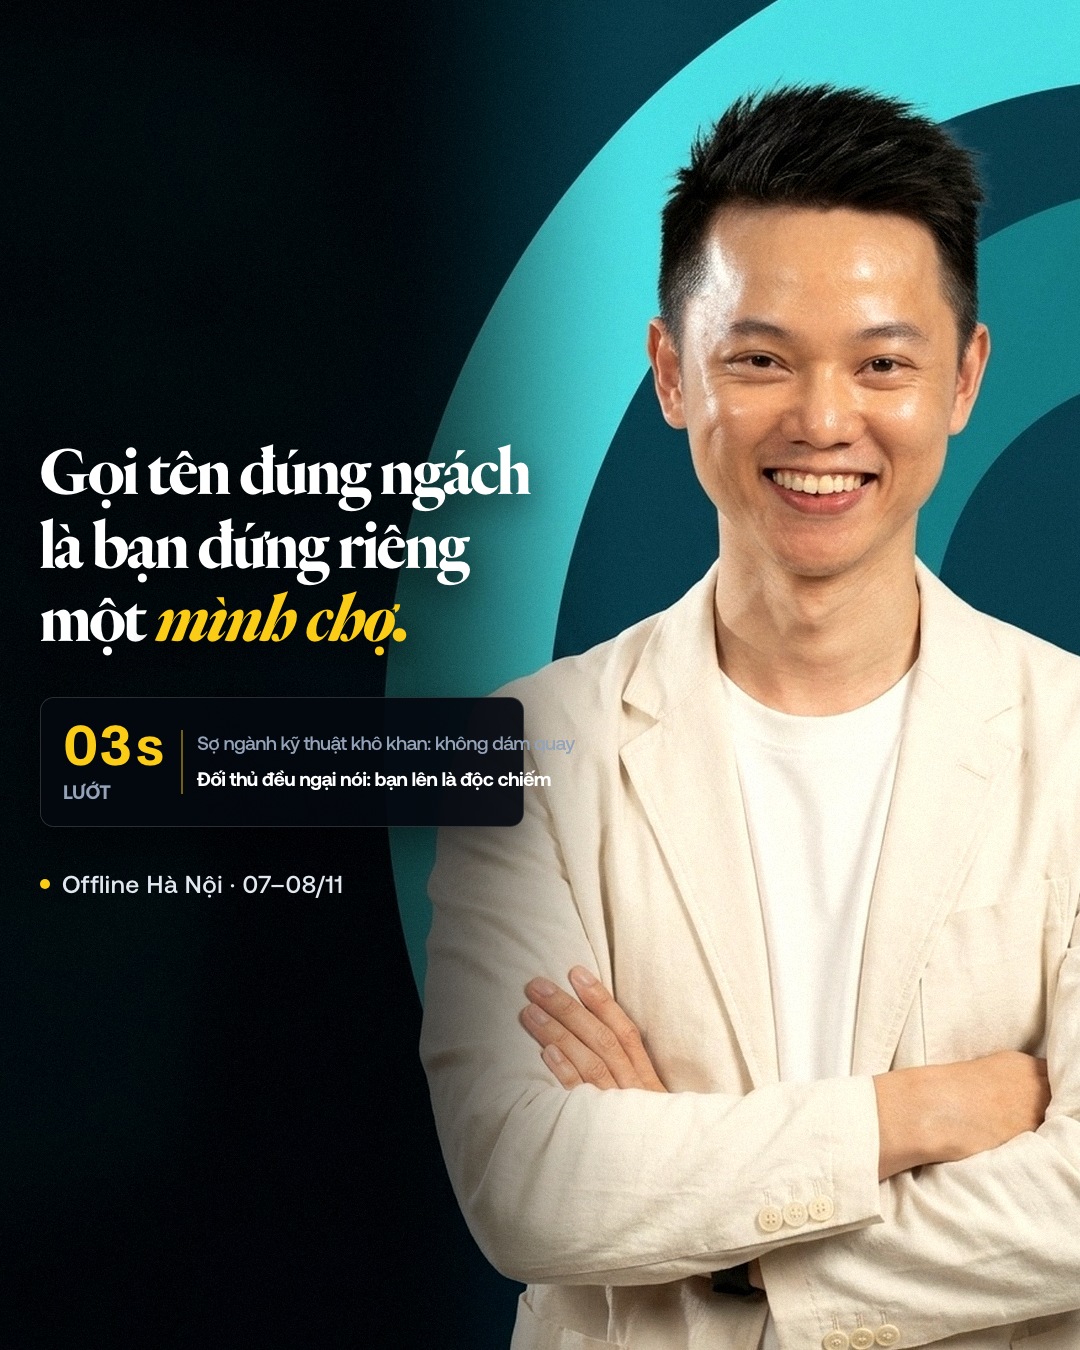 Gọi tên đúng ngách
là bạn đứng riêng
một mình chợ.
03s
LƯỚT
Sợ ngành kỹ thuật khô khan: không dám quay
Đối thủ đều ngại nói: bạn lên là độc chiếm
Offline Hà Nội · 07–08/11